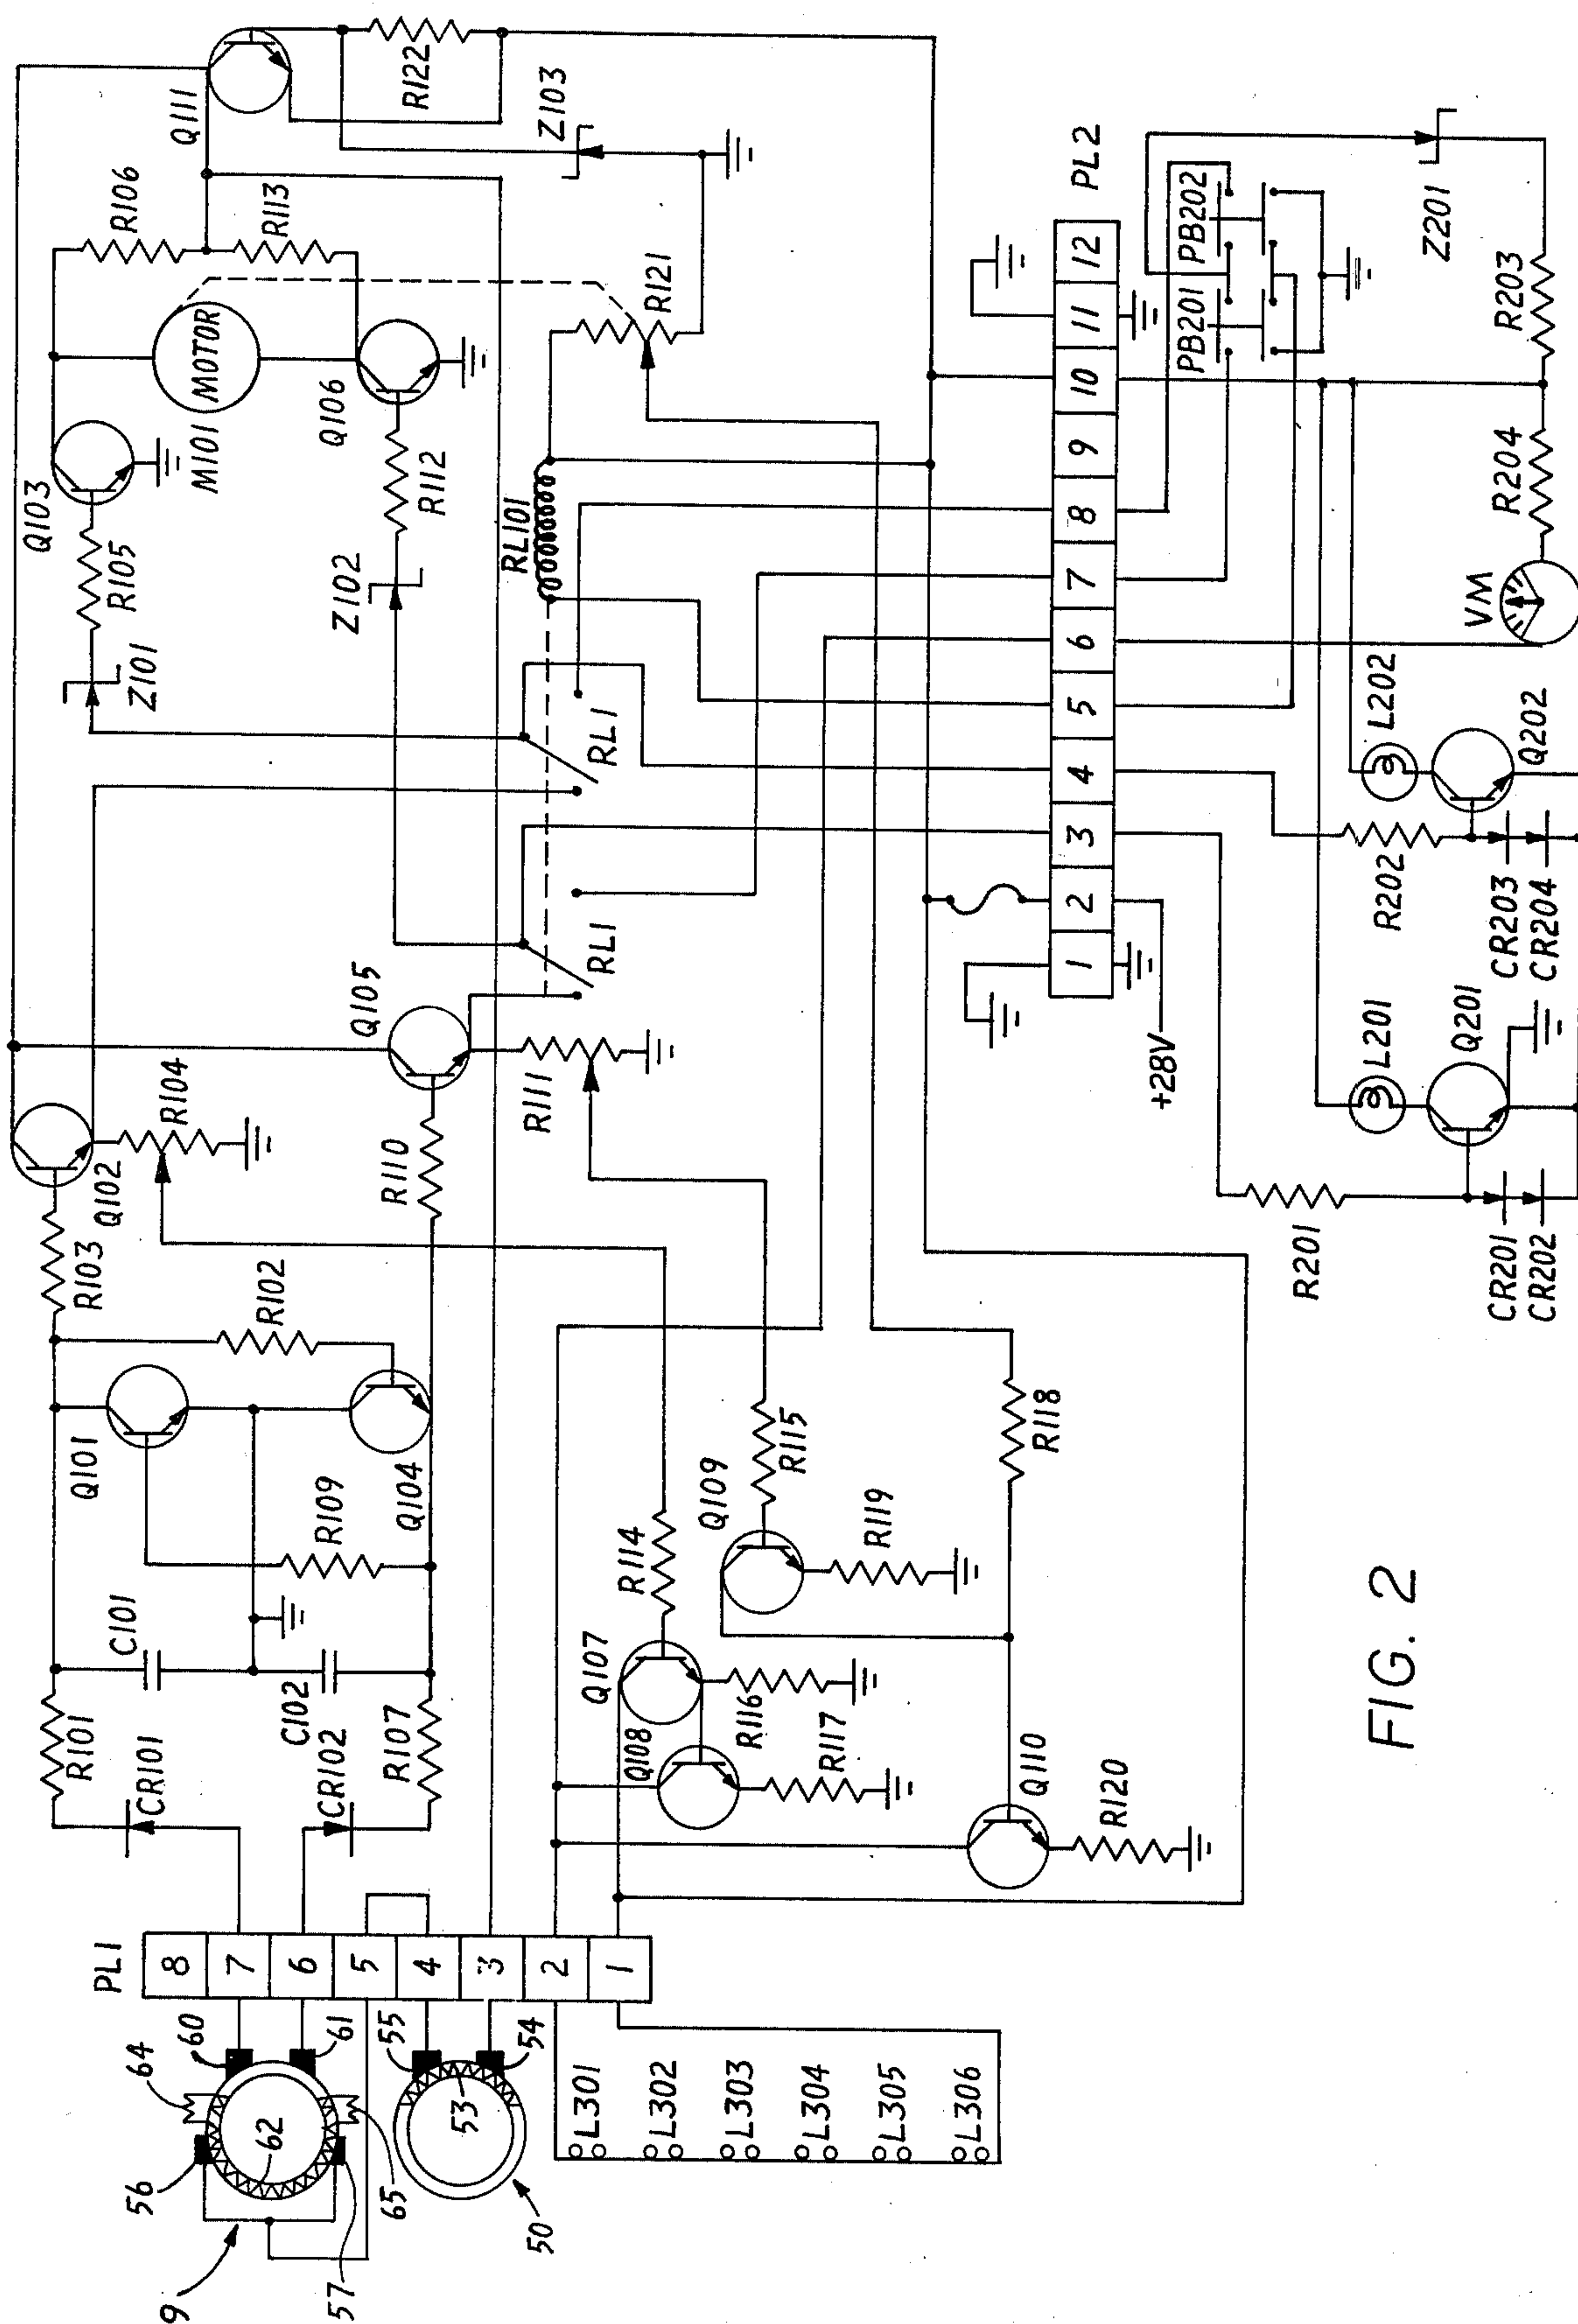 Q111
R122
Z103
R106
R113
R121
MOTOR
M101
Q103
R105
Z101
Q106
R112
Z102
RL101
RL1
RL1
Q102
R104
Q105
R111
R110
R103
R102
Q101
Q104
R109
C101
C102
R101
CR101
CR102
R107
PL1
8
7
6
5
4
3
2
1
60
61
64
56
62
65
57
9
55
54
53
50
L301
L302
L303
L304
L305
L306
Q107
R114
Q109
R115
R119
Q108
R116
R117
R118
Q110
R120
PL2
1
2
3
4
5
6
7
8
9
10
11
12
+28V
PB201
PB202
Z201
R203
R204
VM
L202
Q202
R202
CR203
CR204
L201
Q201
R201
CR201
CR202
FIG. 2